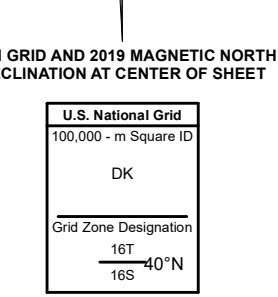 GRID AND 2019 MAGNETIC NORTH
AT CENTER OF SHEET
U.S. National Grid
100,000 - m Square ID
DK
Grid Zone Designation
16T
40°N
16S